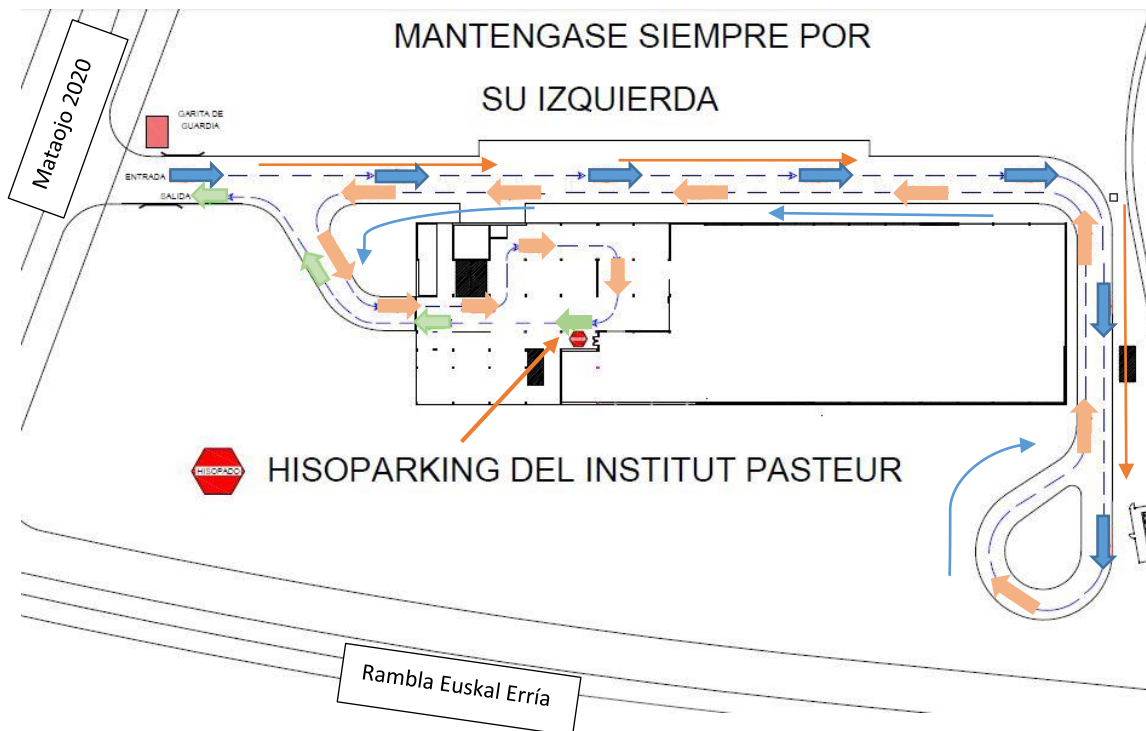 MANTENGASE SIEMPRE POR
SU IZQUIERDA
Mataojo 2020
GARITA DE
GUARDIA
ENTRADA
SALIDA
HISOPADO
HISOPARKING DEL INSTITUT PASTEUR
Rambla Euskal Erría